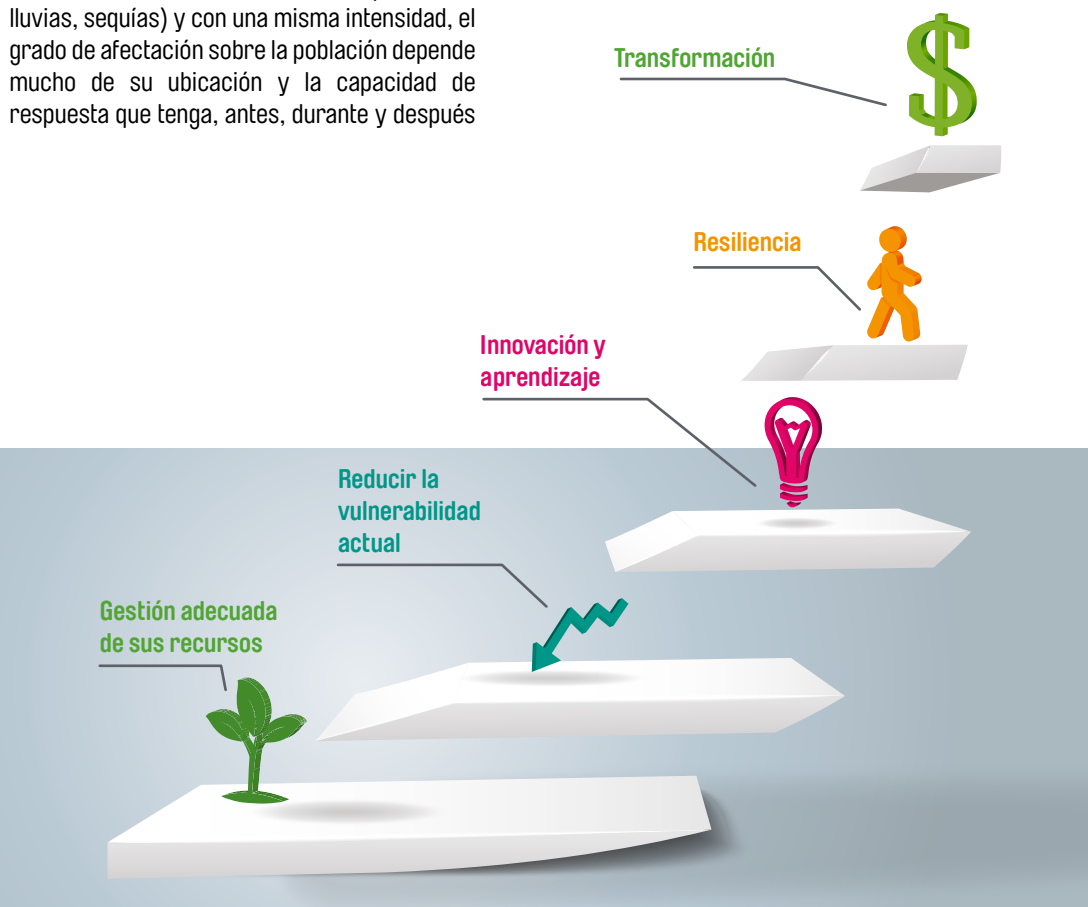 lluvias, sequías) y con una misma intensidad, el
grado de afectación sobre la población depende
mucho de su ubicación y la capacidad de
respuesta que tenga, antes, durante y después
Transformación
Resiliencia
Innovación y
aprendizaje
Reducir la
vulnerabilidad
actual
Gestión adecuada
de sus recursos